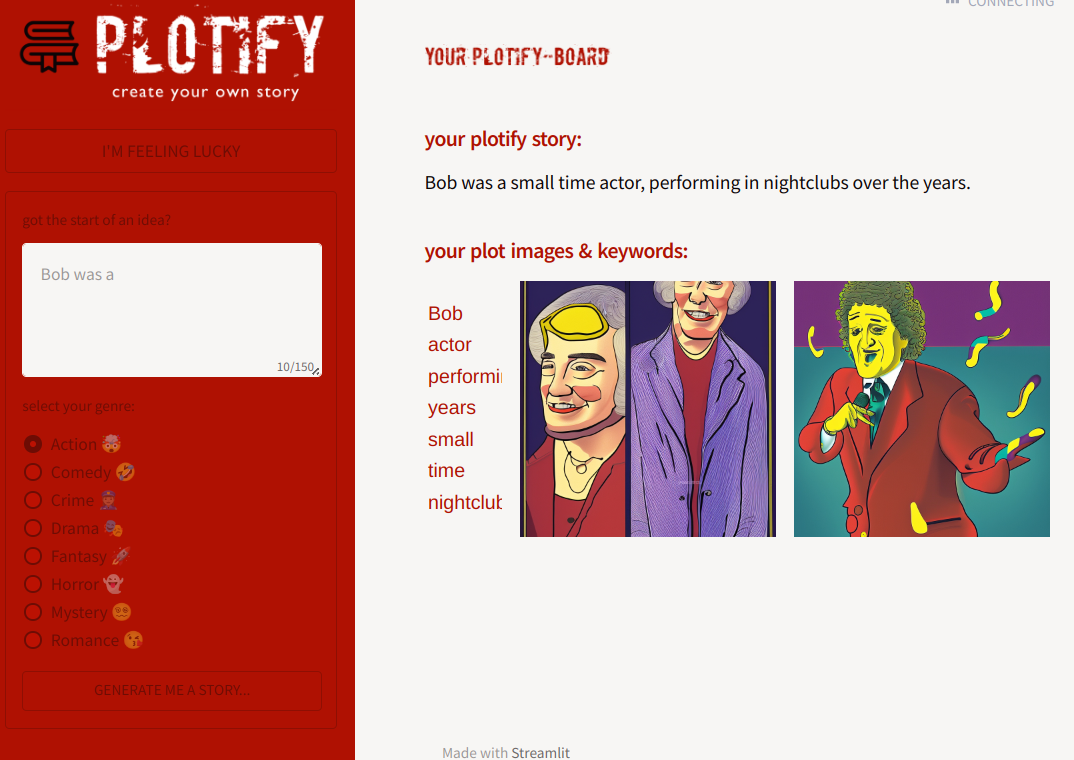 PLOTIFY
create your own story
I'M FEELING LUCKY
got the start of an idea?
Bob was a
10/150
select your genre:
Action 🤯
Comedy 🤣
Crime 👮
Drama 🎭
Fantasy 🚀
Horror 👻
Mystery 😵
Romance 😘
GENERATE ME A STORY...
CONNECTING
YOUR PLOTIFY-BOARD
your plotify story:
Bob was a small time actor, performing in nightclubs over the years.
your plot images & keywords:
Bob
actor
performi
years
small
time
nightclub
Made with Streamlit